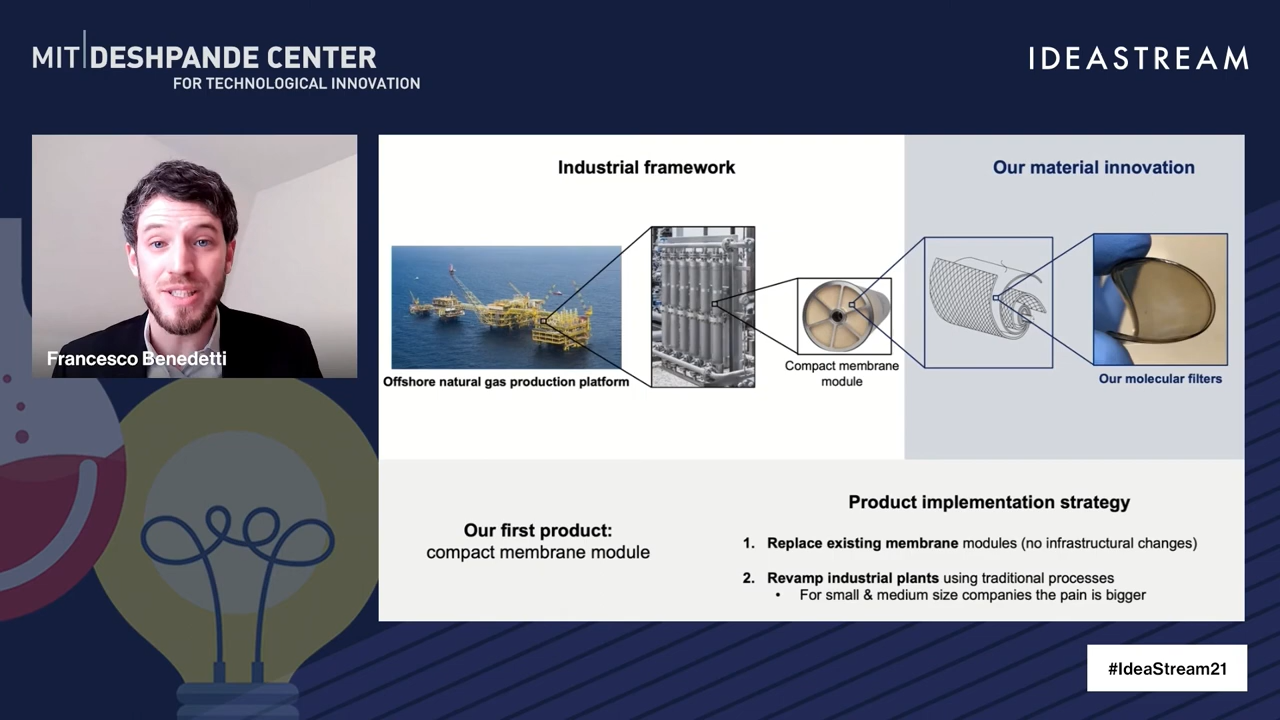 MIT DESHPANDE CENTER
FOR TECHNOLOGICAL INNOVATION
IDEASTREAM
Francesco Benedetti
Industrial framework
Our material innovation
Offshore natural gas production platform
Compact membrane
module
Our molecular filters
Our first product:
compact membrane module
Product implementation strategy
1. Replace existing membrane modules (no infrastructural changes)
2. Revamp industrial plants using traditional processes
• For small & medium size companies the pain is bigger
#IdeaStream21